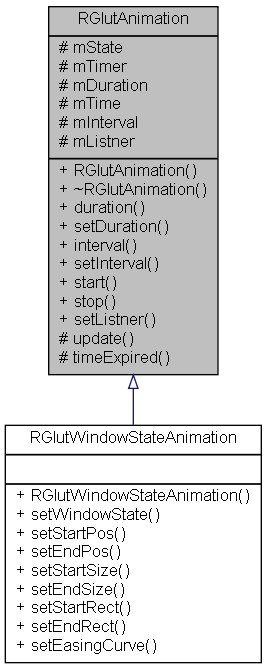 RGlutAnimation
# mState
# mTimer
# mDuration
# mTime
# mInterval
# mListner
+ RGlutAnimation()
+ ~RGlutAnimation()
+ duration()
+ setDuration()
+ interval()
+ setInterval()
+ start()
+ stop()
+ setListner()
# update()
# timeExpired()
RGlutWindowStateAnimation
+ RGlutWindowStateAnimation()
+ setWindowState()
+ setStartPos()
+ setEndPos()
+ setStartSize()
+ setEndSize()
+ setStartRect()
+ setEndRect()
+ setEasingCurve()